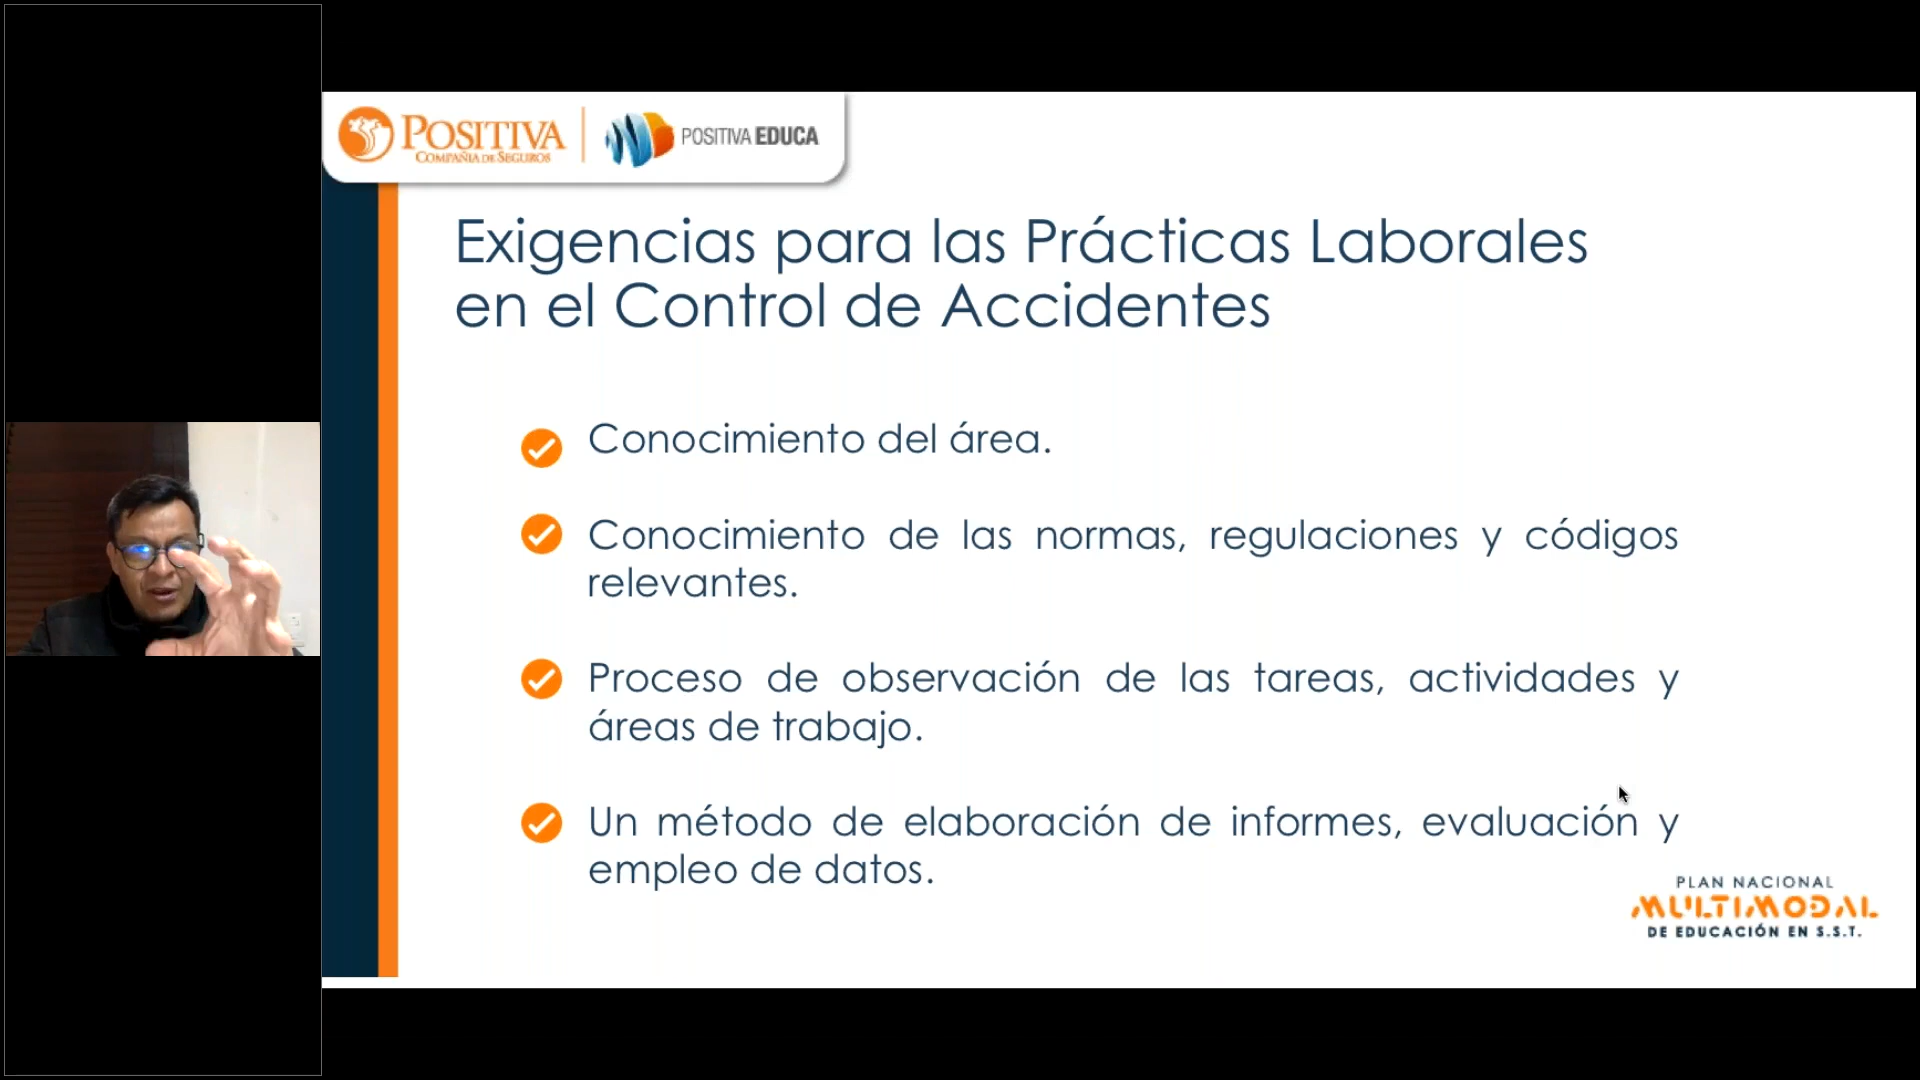 POSITIVA
COMPAÑIA DE SEGUROS
POSITIVA EDUCA
Exigencias para las Prácticas Laborales
en el Control de Accidentes
Conocimiento del área.
Conocimiento de las normas, regulaciones y códigos
relevantes.
Proceso de observación de las tareas, actividades y
áreas de trabajo.
Un método de elaboración de informes, evaluación y
empleo de datos.
PLAN NACIONAL
MULTIMODAL
DE EDUCACIÓN EN S.S.T.